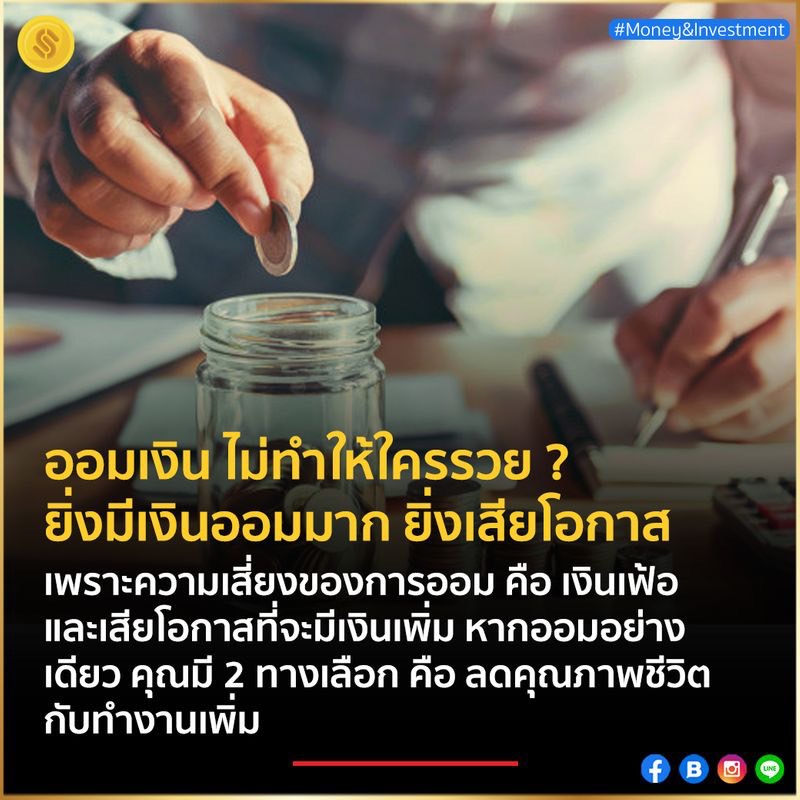 #Money&Investment
ออมเงิน ไม่ทำให้ใครรวย ?
ยิ่งมีเงินออมมาก ยิ่งเสียโอกาส
เพราะความเสี่ยงของการออม คือ เงินเฟ้อ
และเสียโอกาสที่จะมีเงินเพิ่ม หากออมอย่าง
เดียว คุณมี 2 ทางเลือก คือ ลดคุณภาพชีวิต
กับทำงานเพิ่ม
LINE